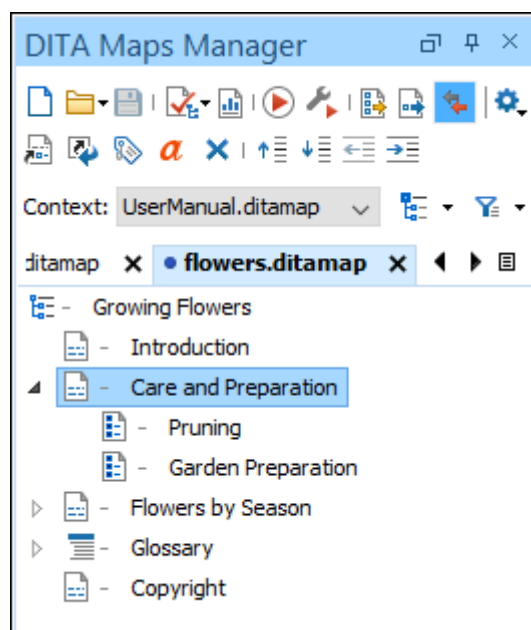 DITA Maps Manager
Context: UserManual.ditamap
ditamap flowers.ditamap
Growing Flowers
Introduction
Care and Preparation
Pruning
Garden Preparation
Flowers by Season
Glossary
Copyright